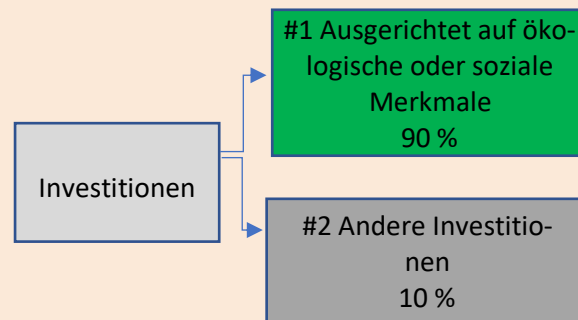 #1 Ausgerichtet auf öko-
logische oder soziale
Merkmale
90 %
Investitionen
#2 Andere Investitio-
nen
10 %